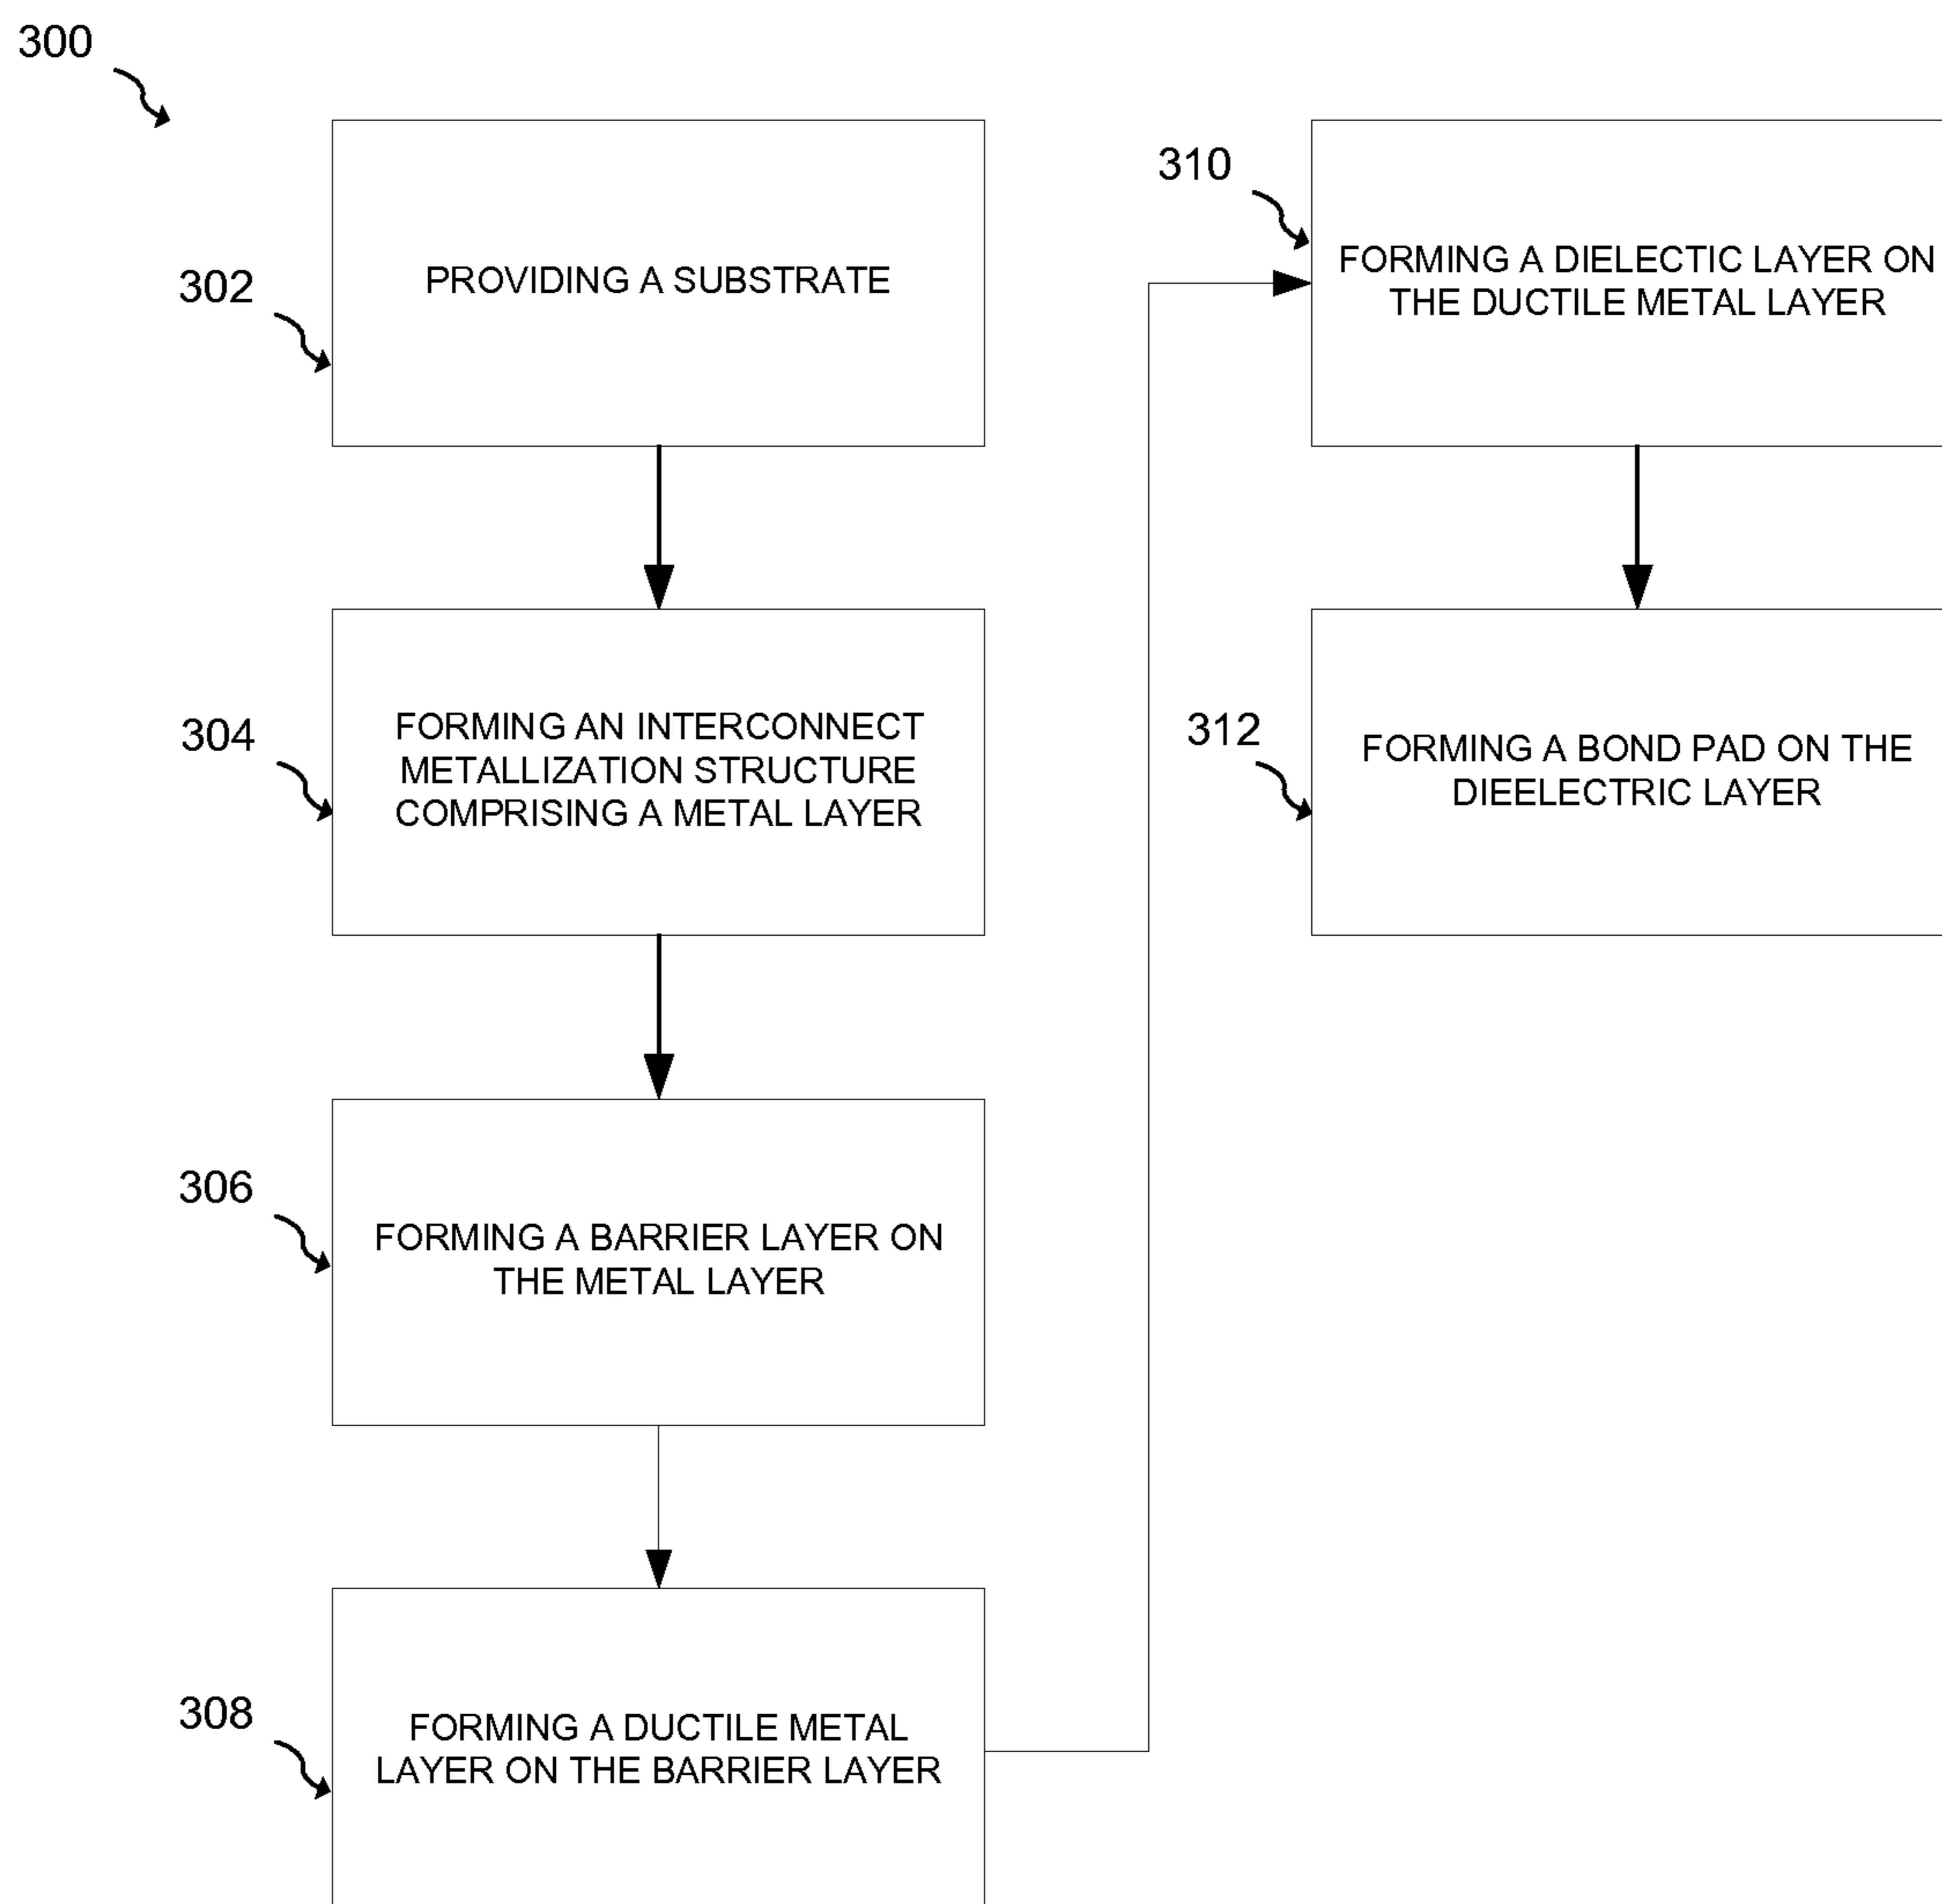 300
302
PROVIDING A SUBSTRATE
304
FORMING AN INTERCONNECT
METALLIZATION STRUCTURE
COMPRISING A METAL LAYER
306
FORMING A BARRIER LAYER ON
THE METAL LAYER
308
FORMING A DUCTILE METAL
LAYER ON THE BARRIER LAYER
310
FORMING A DIELECTIC LAYER ON
THE DUCTILE METAL LAYER
312
FORMING A BOND PAD ON THE
DIEELECTRIC LAYER